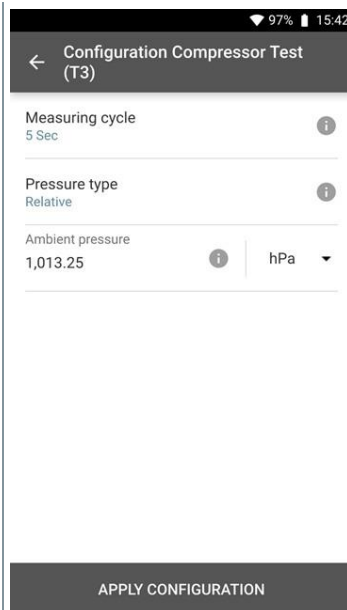 97% 15:42
Configuration Compressor Test
(T3)
Measuring cycle
5 Sec
Pressure type
Relative
Ambient pressure
1,013.25 hPa
APPLY CONFIGURATION